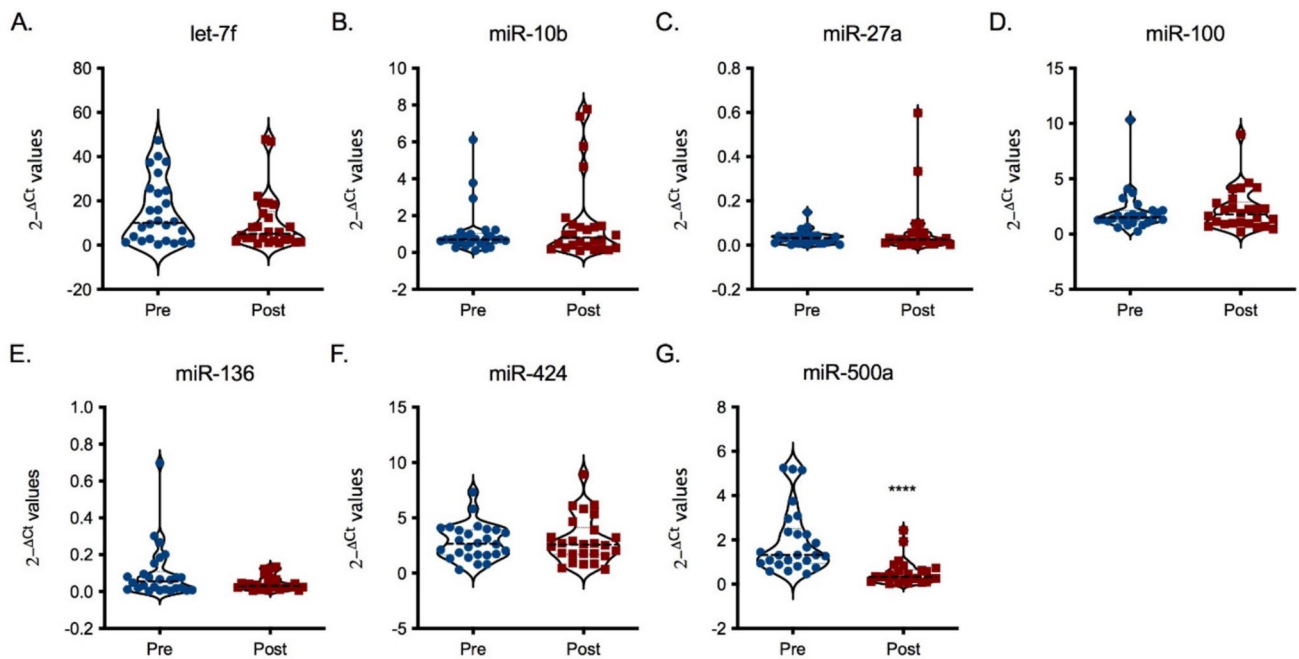 A.
let-7f
2–ΔCt values
80
60
40
20
0
-20
Pre
Post
B.
miR-10b
2–ΔCt values
10
8
6
4
2
0
-2
Pre
Post
C.
miR-27a
2–ΔCt values
0.8
0.6
0.4
0.2
0.0
-0.2
Pre
Post
D.
miR-100
2–ΔCt values
15
10
5
0
-5
Pre
Post
E.
miR-136
2–ΔCt values
1.0
0.8
0.6
0.4
0.2
0.0
-0.2
Pre
Post
F.
miR-424
2–ΔCt values
15
10
5
0
-5
Pre
Post
G.
miR-500a
2–ΔCt values
8
6
4
2
0
-2
****
Pre
Post